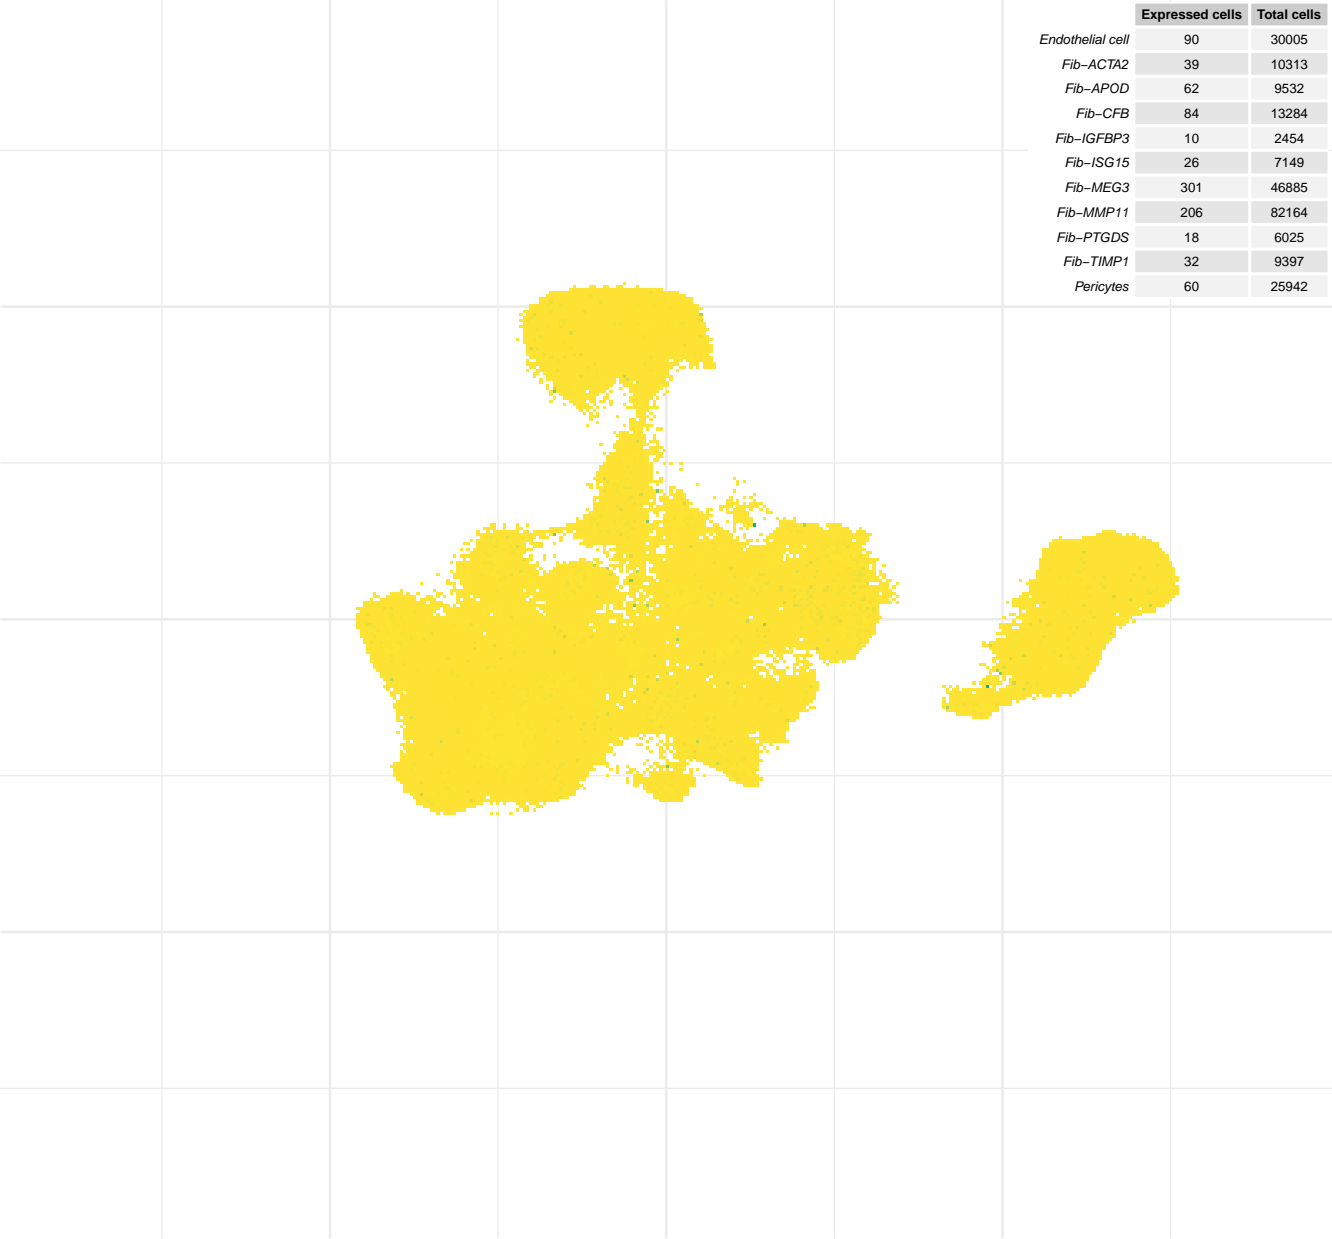 Expressed cells Total cells
Endothelial cell 90 30005
Fib−ACTA2 39 10313
Fib−APOD 62 9532
Fib−CFB 84 13284
Fib−IGFBP3 10 2454
Fib−ISG15 26 7149
Fib−MEG3 301 46885
Fib−MMP11 206 82164
Fib−PTGDS 18 6025
Fib−TIMP1 32 9397
Pericytes 60 25942